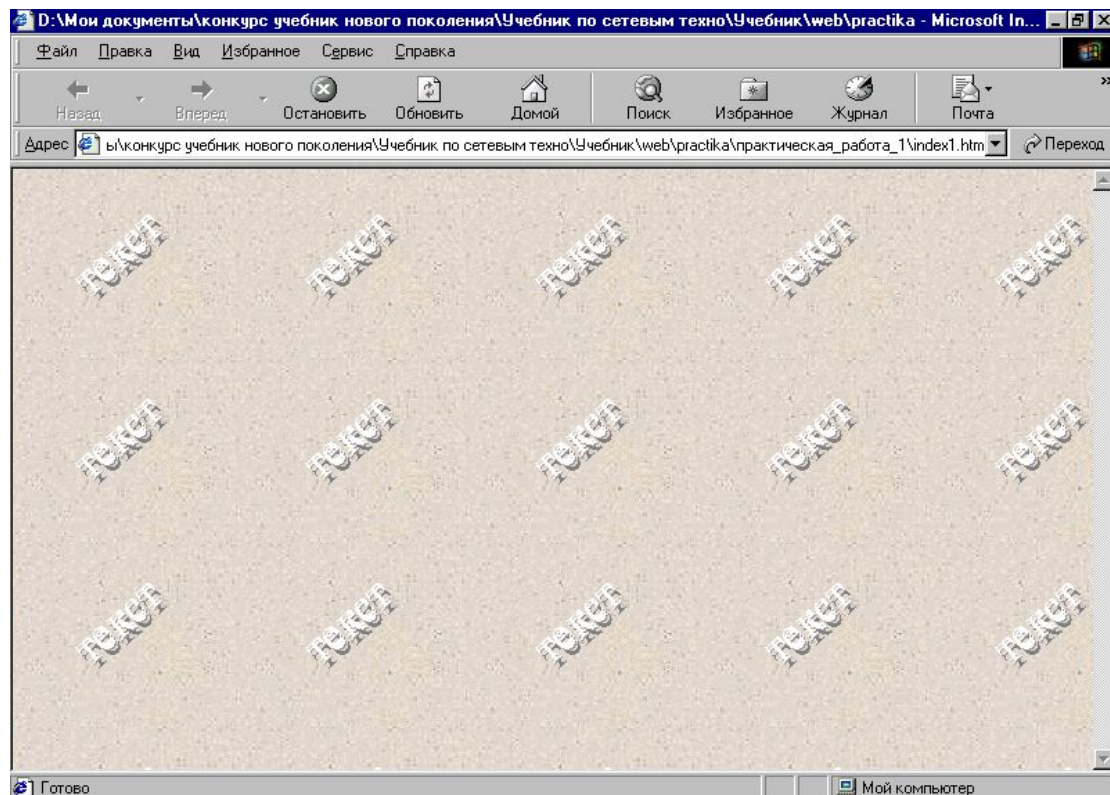 D:\Мои документы\конкурс учебник нового поколения\Учебник по сетевым техно\Учебник\web\practika - Microsoft In...
Файл Правка Вид Избранное Сервис Справка
Назад Вперед Остановить Обновить Домой Поиск Избранное Журнал Почта »
Адрес ы\конкурс учебник нового поколения\Учебник по сетевым техно\Учебник\web\practika\практическая_работа_1\index1.htm Переход
текст текст текст текст текст
текст текст текст текст текст
текст текст текст текст текст
Готово Мой компьютер